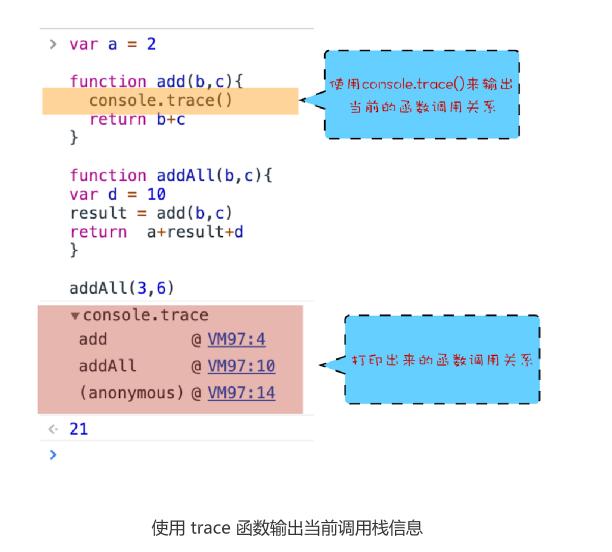 > var a = 2
function add(b,c){
console.trace()
return b+c
}
使用console.trace()来输出
当前的函数调用关系
function addAll(b,c){
var d = 10
result = add(b,c)
return  a+result+d
}
addAll(3,6)
▼console.trace
add @ VM97:4
addAll @ VM97:10
(anonymous) @ VM97:14
打印出来的函数调用关系
21
使用 trace 函数输出当前调用栈信息